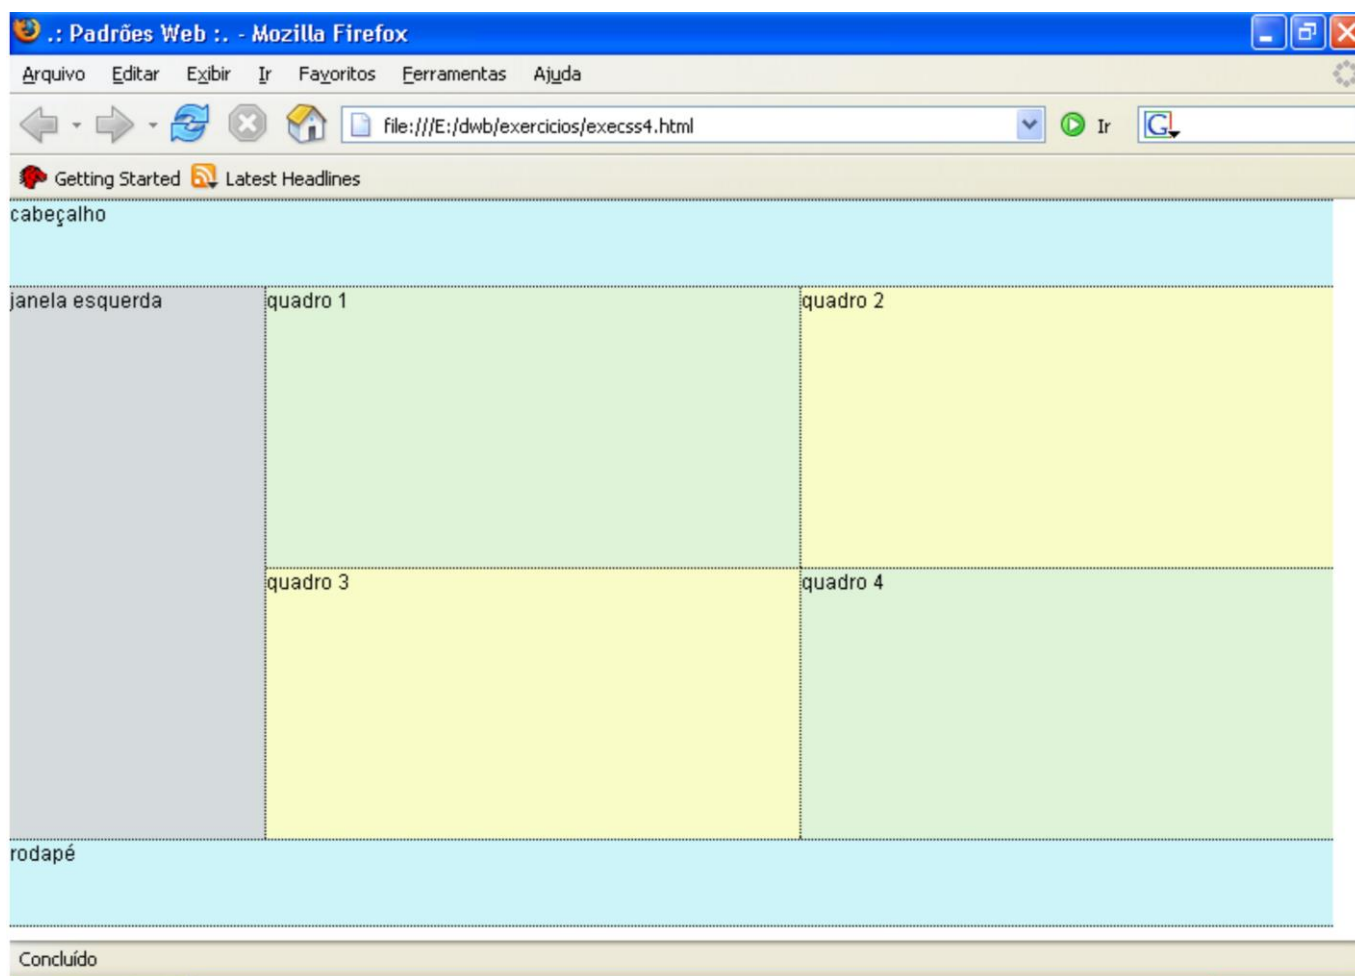 .: Padrões Web :. - Mozilla Firefox
Arquivo Editar Exibir Ir Favoritos Ferramentas Ajuda
file:///E:/dwb/exercicios/execss4.html Ir G
Getting Started Latest Headlines
cabeçalho
janela esquerda quadro 1 quadro 2
quadro 3 quadro 4
rodapé
Concluído